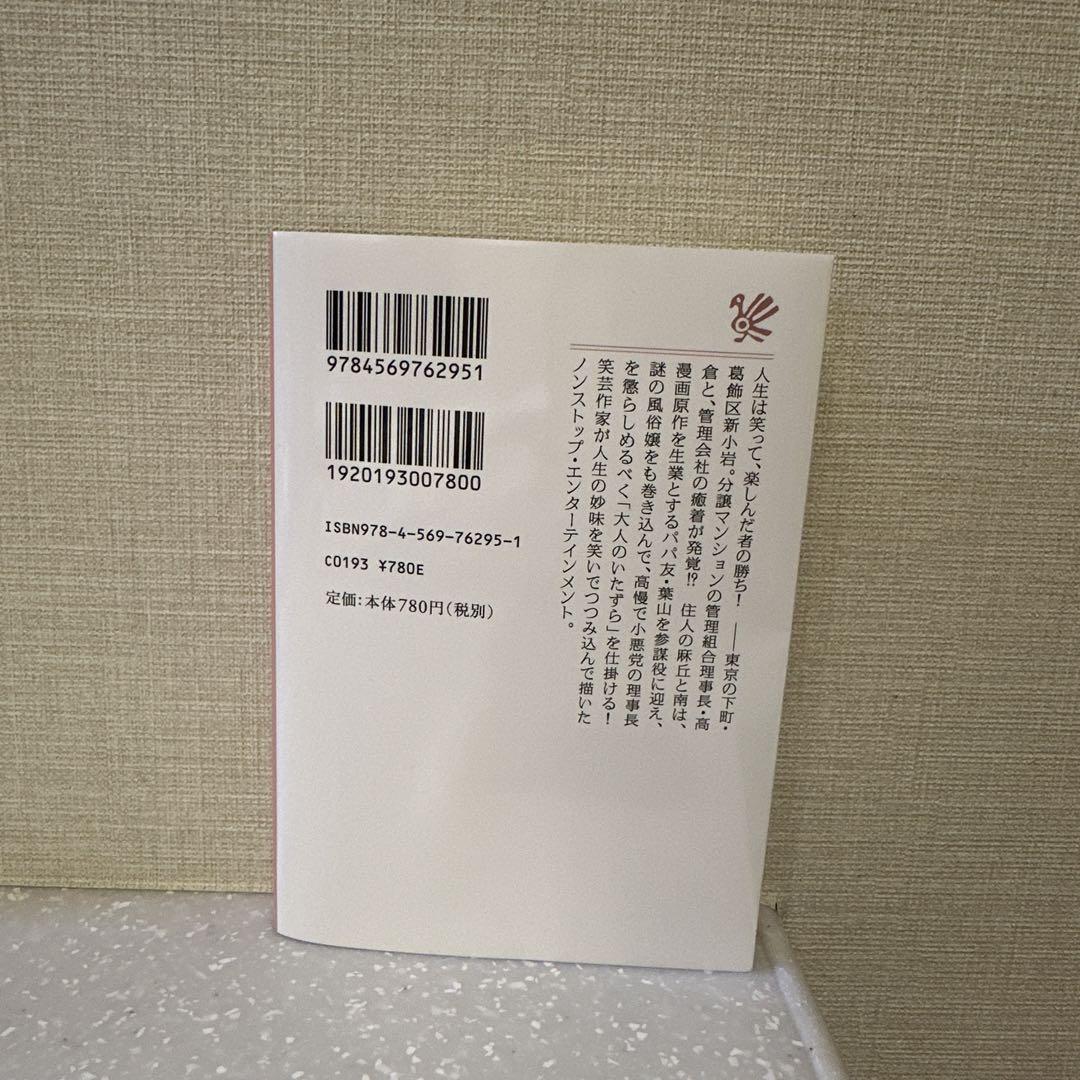 人生は笑って、楽しんだ者の勝ち！　――東京の下町・
葛飾区新小岩。分譲マンションの管理組合理事長・高
倉と、管理会社の癒着が発覚!?　住人の麻丘と南は、
漫画原作を生業とするパパ友・葉山を参謀役に迎え、
謎の風俗嬢をも巻き込んで、高慢で小悪党の理事長
を懲らしめるべく「大人のいたずら」を仕掛ける！
笑芸作家が人生の妙味を笑いでつつみ込んで描いた
ノンストップ・エンターテインメント。
9784569762951
1920193007800
ISBN978-4-569-76295-1
C0193 ¥780E
定価：本体780円（税別）